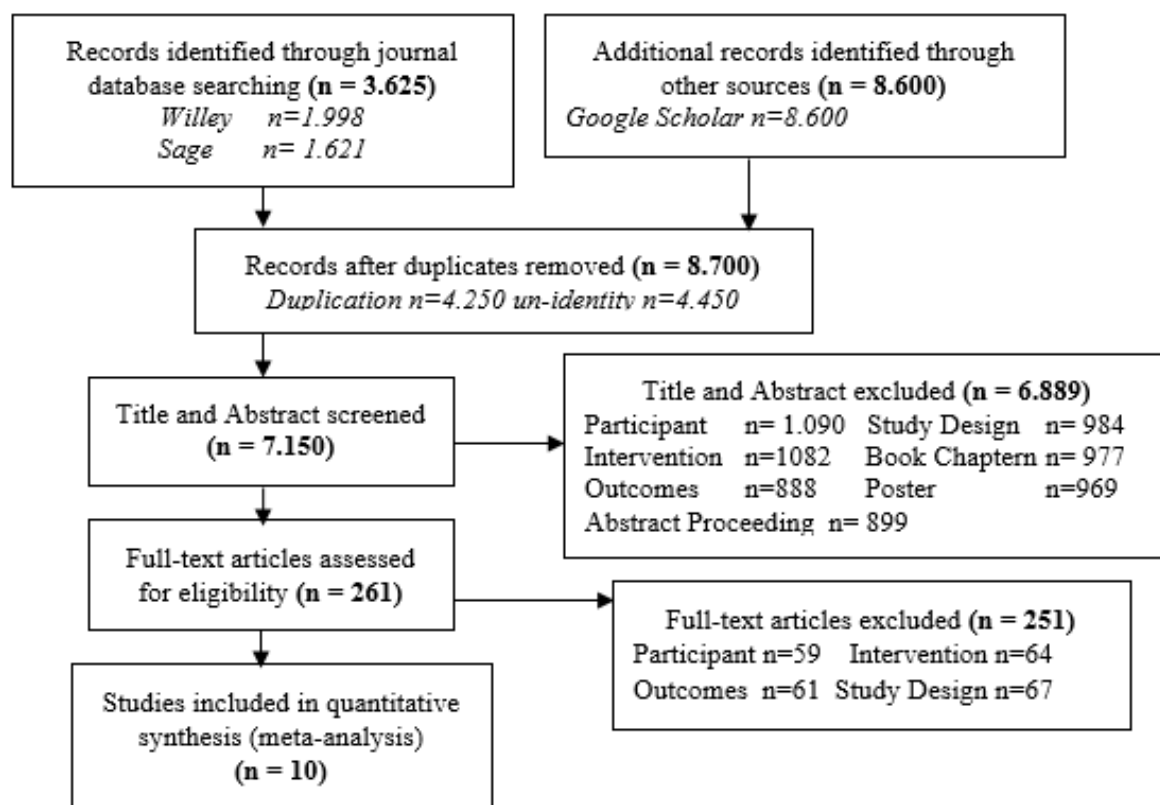 Records identified through journal
database searching (n = 3.625)
Willey n=1.998
Sage n= 1.621
Additional records identified through
other sources (n = 8.600)
Google Scholar n=8.600
Records after duplicates removed (n = 8.700)
Duplication n=4.250 un-identity n=4.450
Title and Abstract screened
(n = 7.150)
Title and Abstract excluded (n = 6.889)
Participant n= 1.090 Study Design n= 984
Intervention n=1082 Book Chaptern n= 977
Outcomes n=888 Poster n=969
Abstract Proceeding n= 899
Full-text articles assessed
for eligibility (n = 261)
Full-text articles excluded (n = 251)
Participant n=59 Intervention n=64
Outcomes n=61 Study Design n=67
Studies included in quantitative
synthesis (meta-analysis)
(n = 10)